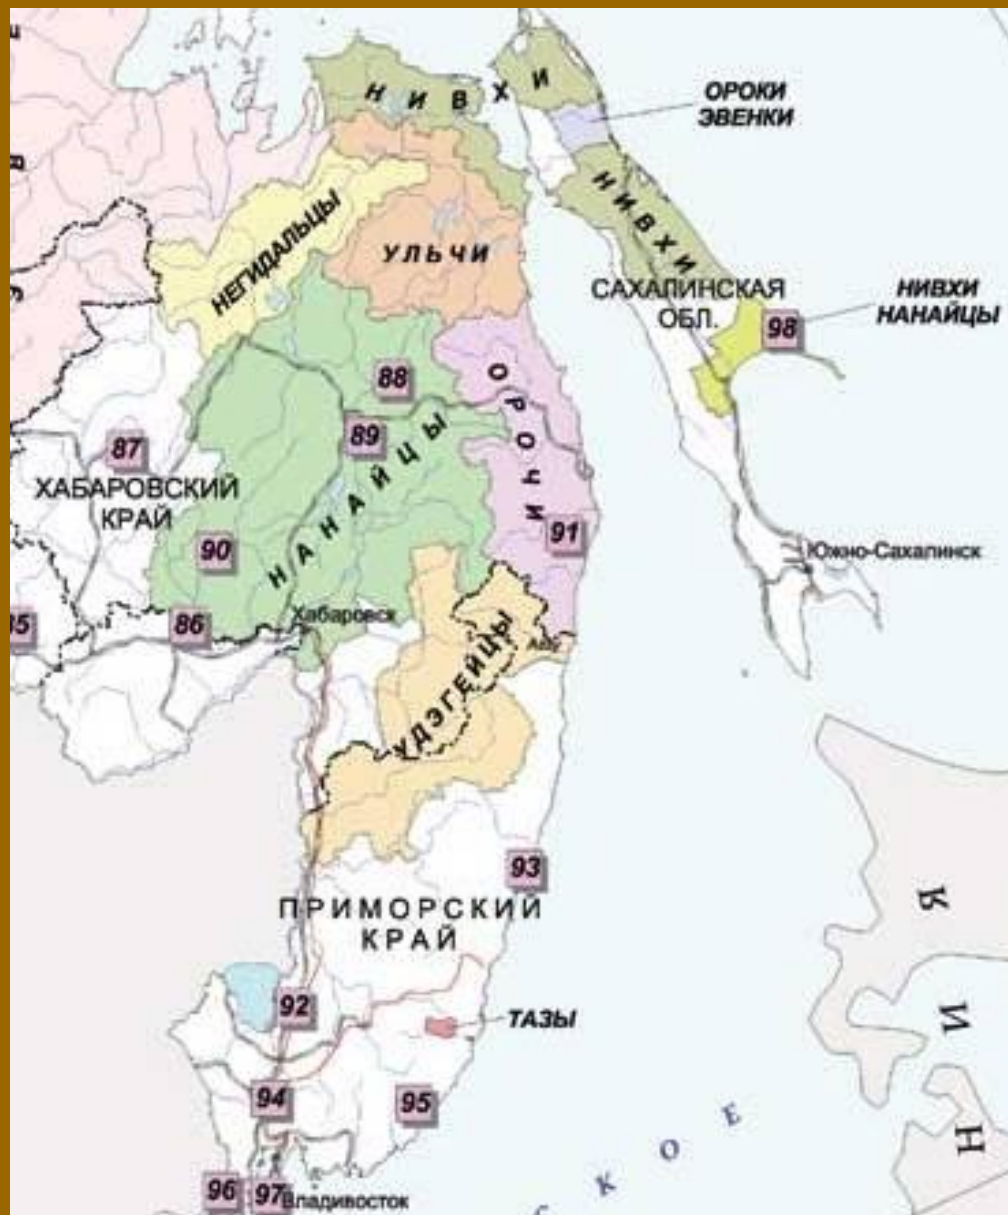 НИВХИ
ОРОКИ
ЭВЕНКИ
НИВХИ
НЕГИДАЛЬЦЫ
УЛЬЧИ
САХАЛИНСКАЯ
ОБЛ.
НИВХИ
НАНАЙЦЫ
98
88
89
ОРОЧИ
87
ХАБАРОВСКИЙ
КРАЙ
НАНАЙЦЫ
90
91
Южно-Сахалинск
85
86
Хабаровск
УДЭГЕЙЦЫ
93
ПРИМОРСКИЙ
КРАЙ
92
ТАЗЫ
94
95
96
97
Владивосток
С К О Е
Я
И
Н